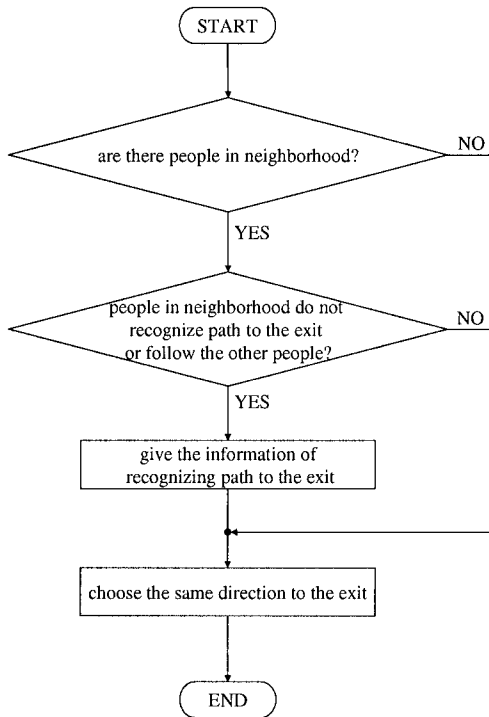 START
are there people in neighborhood?
NO
YES
people in neighborhood do not
recognize path to the exit
or follow the other people?
NO
YES
give the information of
recognizing path to the exit
choose the same direction to the exit
END